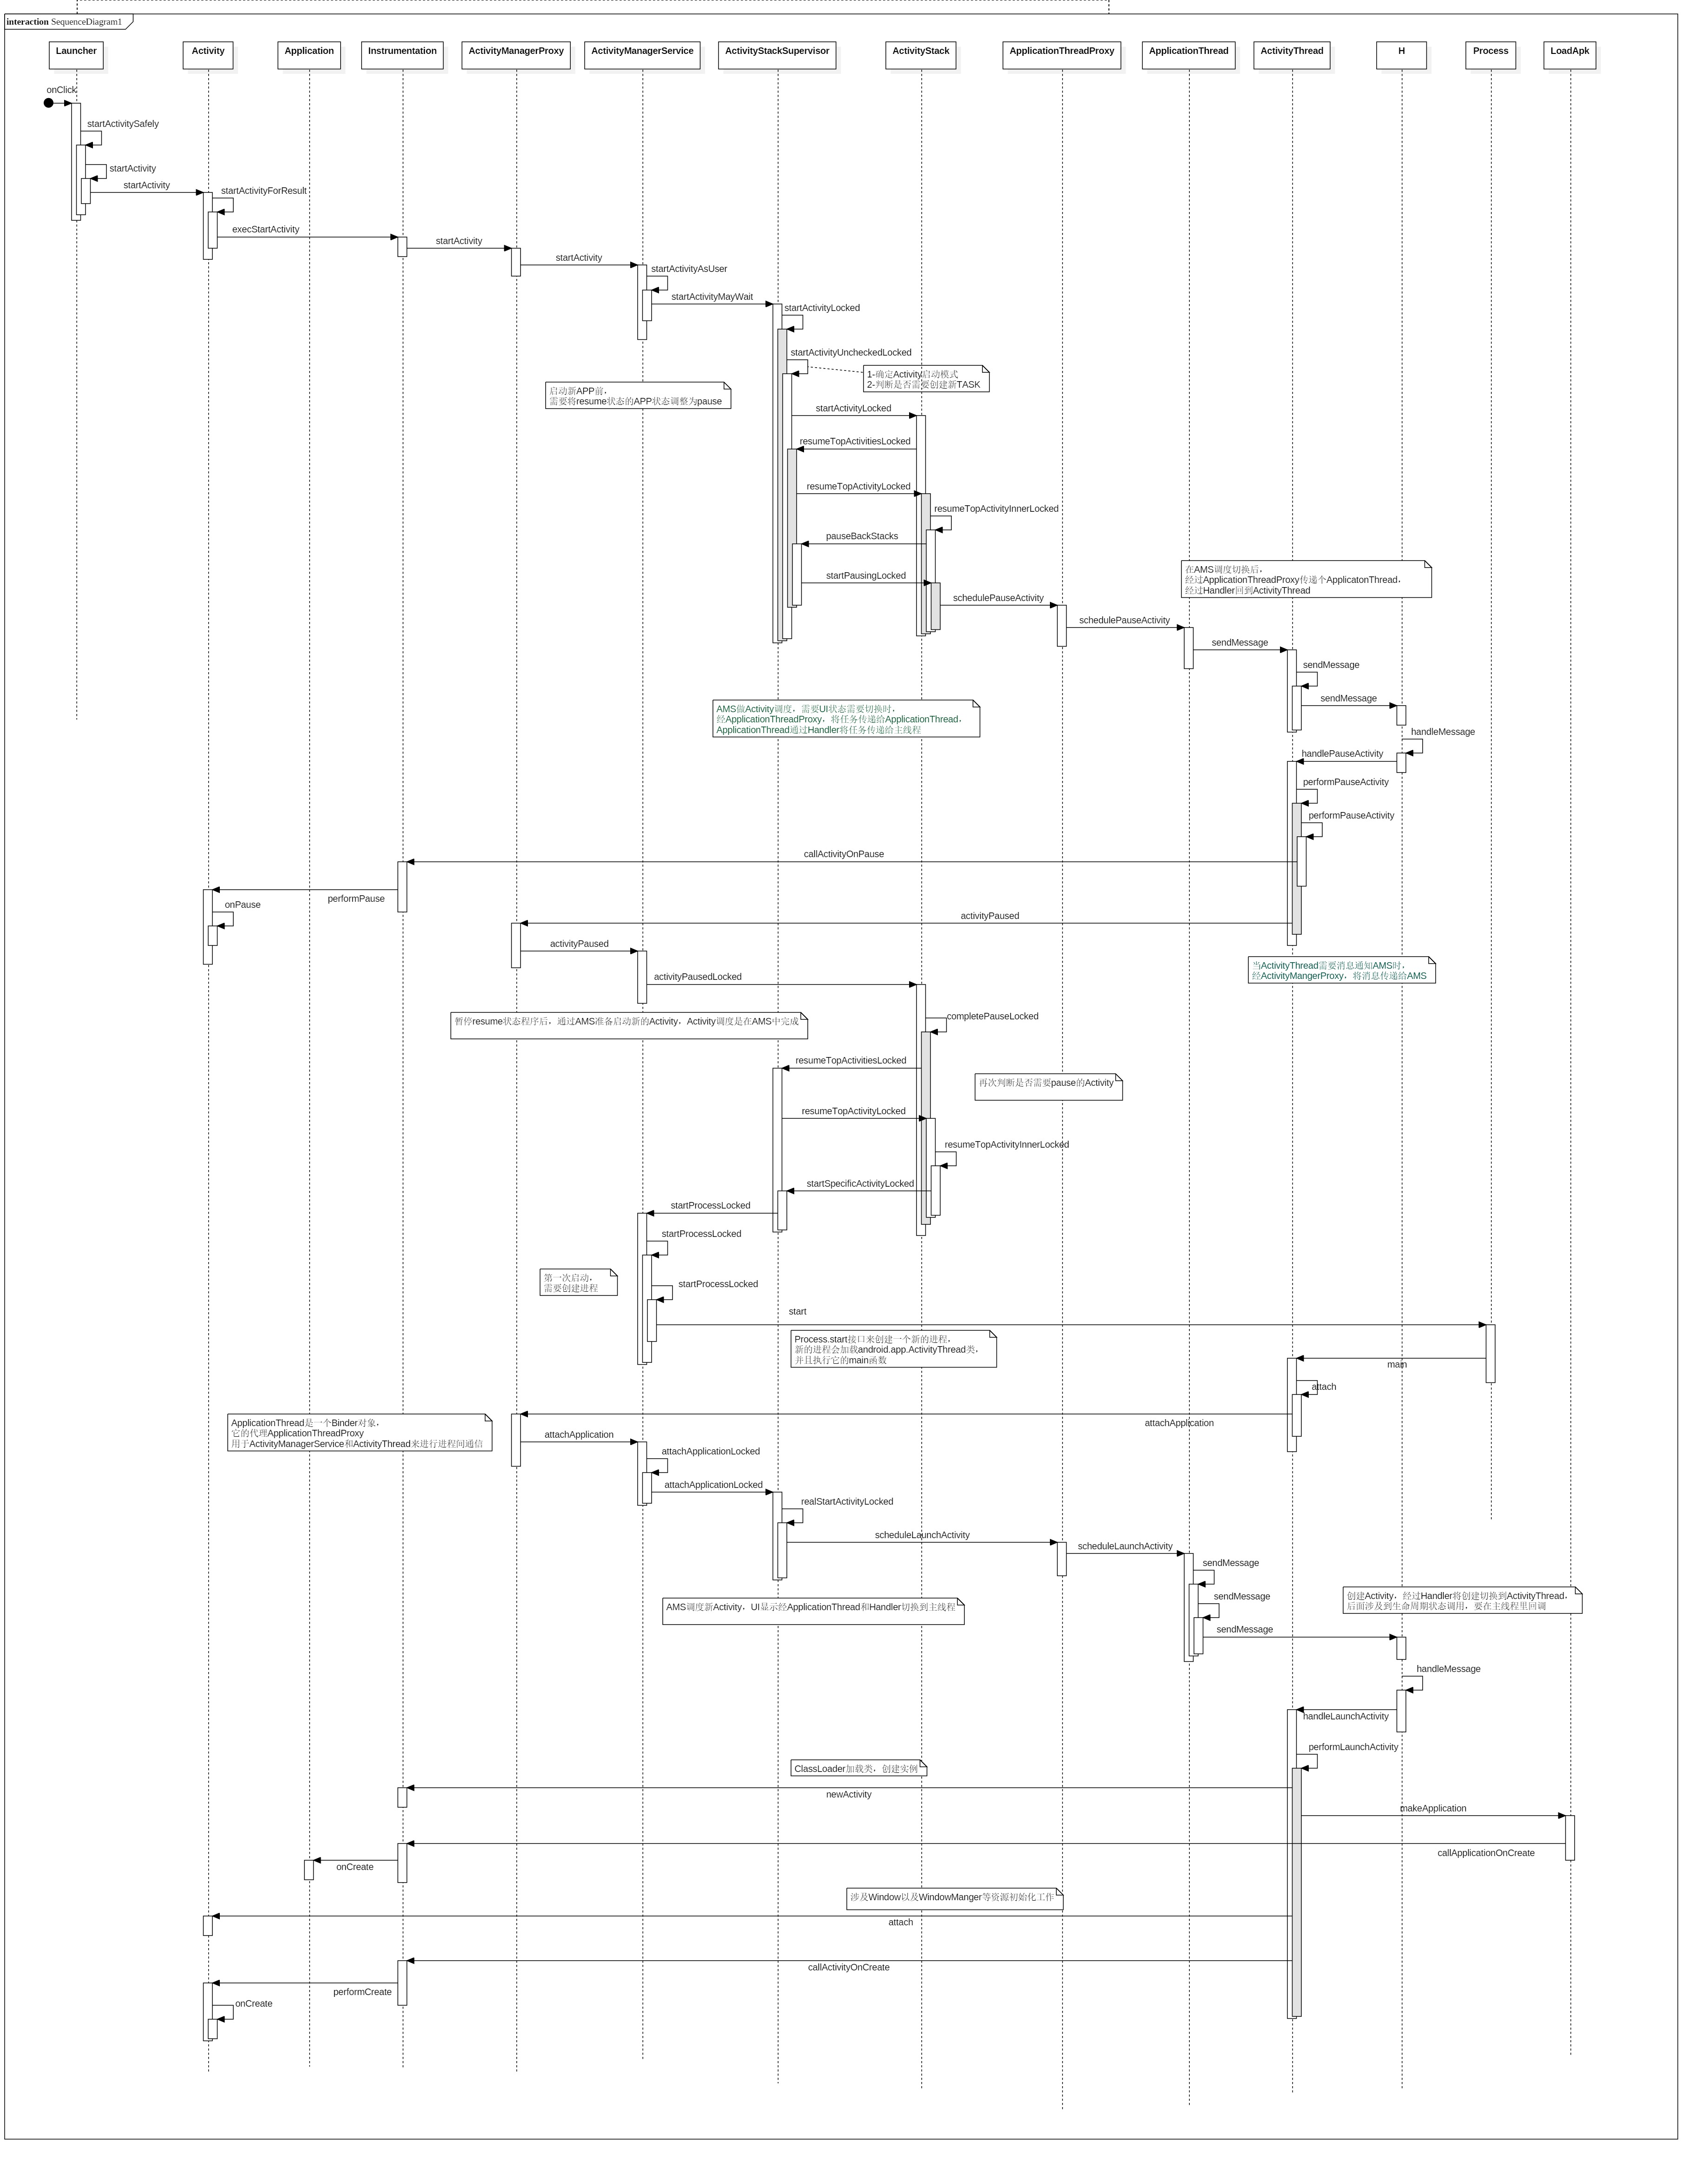 interaction SequenceDiagram1
Launcher
Activity
Application
Instrumentation
ActivityManagerProxy
ActivityManagerService
ActivityStackSupervisor
ActivityStack
ApplicationThreadProxy
ApplicationThread
ActivityThread
H
Process
LoadApk
onClick
startActivitySafely
startActivity
startActivity
startActivityForResult
execStartActivity
startActivity
startActivity
startActivityAsUser
startActivityMayWait
startActivityLocked
startActivityUncheckedLocked
1-确定Activity启动模式
2-判断是否需要创建新TASK
启动新APP前，
需要将resume状态的APP状态调整为pause
startActivityLocked
resumeTopActivitiesLocked
resumeTopActivityLocked
resumeTopActivityInnerLocked
pauseBackStacks
startPausingLocked
在AMS调度切换后，
经过ApplicationThreadProxy传递个ApplicatonThread，
经过Handler回到ActivityThread
schedulePauseActivity
schedulePauseActivity
sendMessage
sendMessage
sendMessage
AMS做Activity调度，需要UI状态需要切换时，
经ApplicationThreadProxy，将任务传递给ApplicationThread，
ApplicationThread通过Handler将任务传递给主线程
handleMessage
handlePauseActivity
performPauseActivity
performPauseActivity
callActivityOnPause
performPause
onPause
activityPaused
activityPaused
当ActivityThread需要消息通知AMS时，
经ActivityMangerProxy，将消息传递给AMS
activityPausedLocked
暂停resume状态程序后，通过AMS准备启动新的Activity，Activity调度是在AMS中完成
completePauseLocked
resumeTopActivitiesLocked
再次判断是否需要pause的Activity
resumeTopActivityLocked
resumeTopActivityInnerLocked
startSpecificActivityLocked
startProcessLocked
startProcessLocked
第一次启动，
需要创建进程
startProcessLocked
start
Process.start接口来创建一个新的进程，
新的进程会加载android.app.ActivityThread类，
并且执行它的main函数
main
attach
attachApplication
ApplicationThread是一个Binder对象，
它的代理ApplicationThreadProxy
用于ActivityManagerService和ActivityThread来进行进程间通信
attachApplication
attachApplicationLocked
attachApplicationLocked
realStartActivityLocked
scheduleLaunchActivity
scheduleLaunchActivity
sendMessage
sendMessage
AMS调度新Activity，UI显示经ApplicationThread和Handler切换到主线程
创建Activity，经过Handler将创建切换到ActivityThread，
后面涉及到生命周期状态调用，要在主线程里回调
sendMessage
handleMessage
handleLaunchActivity
performLaunchActivity
ClassLoader加载类，创建实例
newActivity
makeApplication
callApplicationOnCreate
onCreate
涉及Window以及WindowManger等资源初始化工作
attach
callActivityOnCreate
performCreate
onCreate